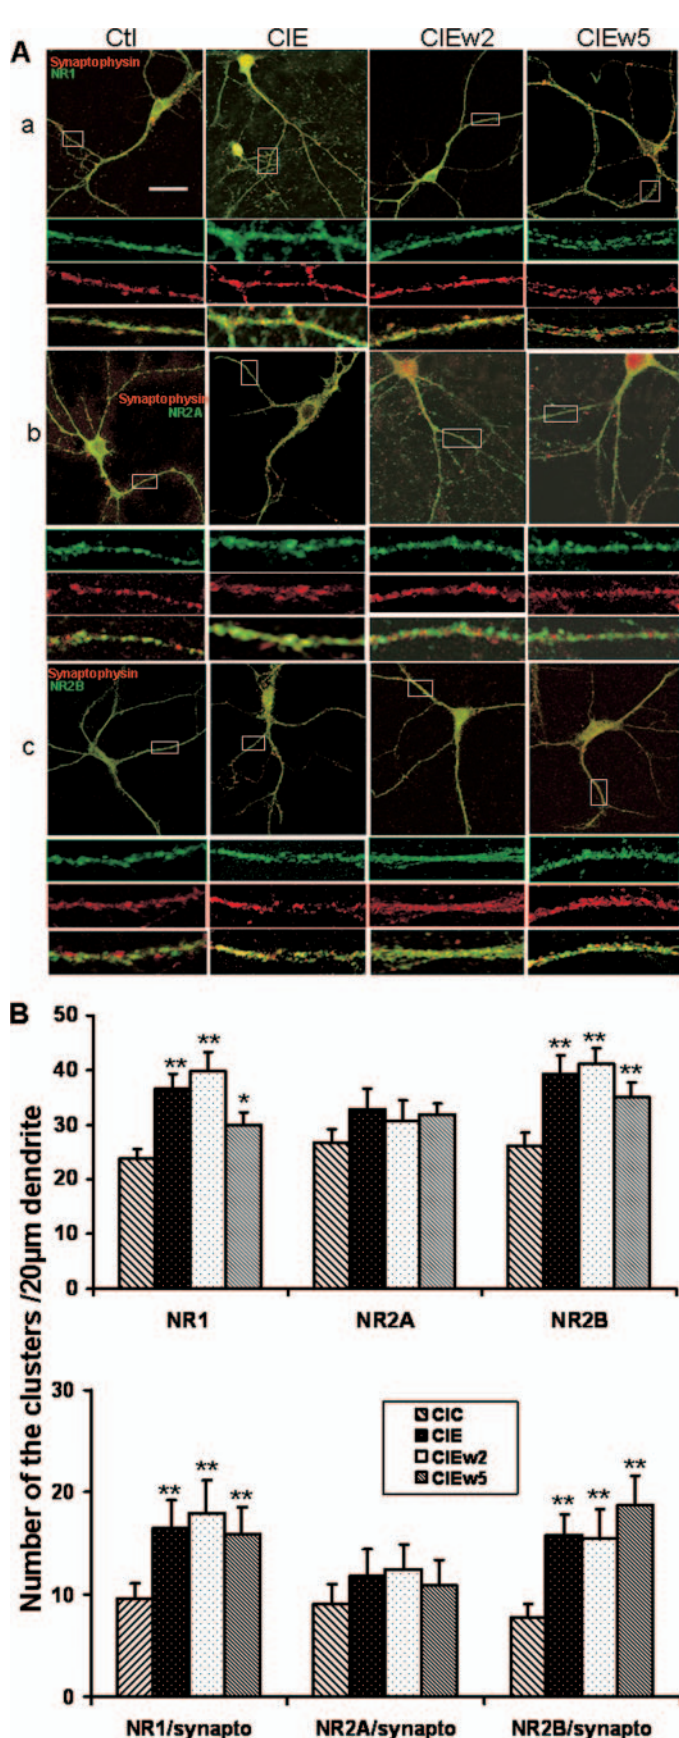 Ctl CIE CIEw2 CIEw5
A
Synaptophysin
NR1
a
Synaptophysin
NR2A
b
Synaptophysin
NR2B
c
B
Number of the clusters /20µm dendrite
50
40
30
20
10
0
** ** *
** ** **
NR1 NR2A NR2B
30
20
10
0
CIC
CIE
CIEw2
CIEw5
** ** **
** ** **
NR1/synapto NR2A/synapto NR2B/synapto